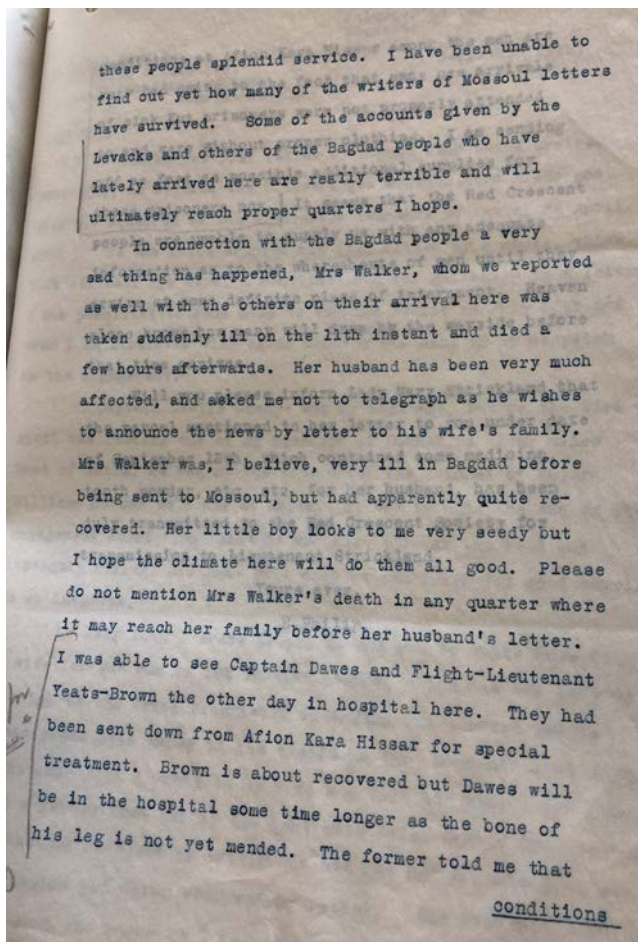 these people splendid service. I have been unable to
find out yet how many of the writers of Mossoul letters
have survived. Some of the accounts given by the
Levacks and others of the Bagdad people who have
lately arrived here are really terrible and will
ultimately reach proper quarters I hope.
In connection with the Bagdad people a very
sad thing has happened, Mrs Walker, whom we reported
as well with the others on their arrival here was
taken suddenly ill on the 11th instant and died a
few hours afterwards. Her husband has been very much
affected, and asked me not to telegraph as he wishes
to announce the news by letter to his wife's family.
Mrs Walker was, I believe, very ill in Bagdad before
being sent to Mossoul, but had apparently quite re-
covered. Her little boy looks to me very seedy but
I hope the climate here will do them all good. Please
do not mention Mrs Walker's death in any quarter where
it may reach her family before her husband's letter.
I was able to see Captain Dawes and Flight-Lieutenant
Yeats-Brown the other day in hospital here. They had
been sent down from Afion Kara Hissar for special
treatment. Brown is about recovered but Dawes will
be in the hospital some time longer as the bone of
his leg is not yet mended. The former told me that
conditions